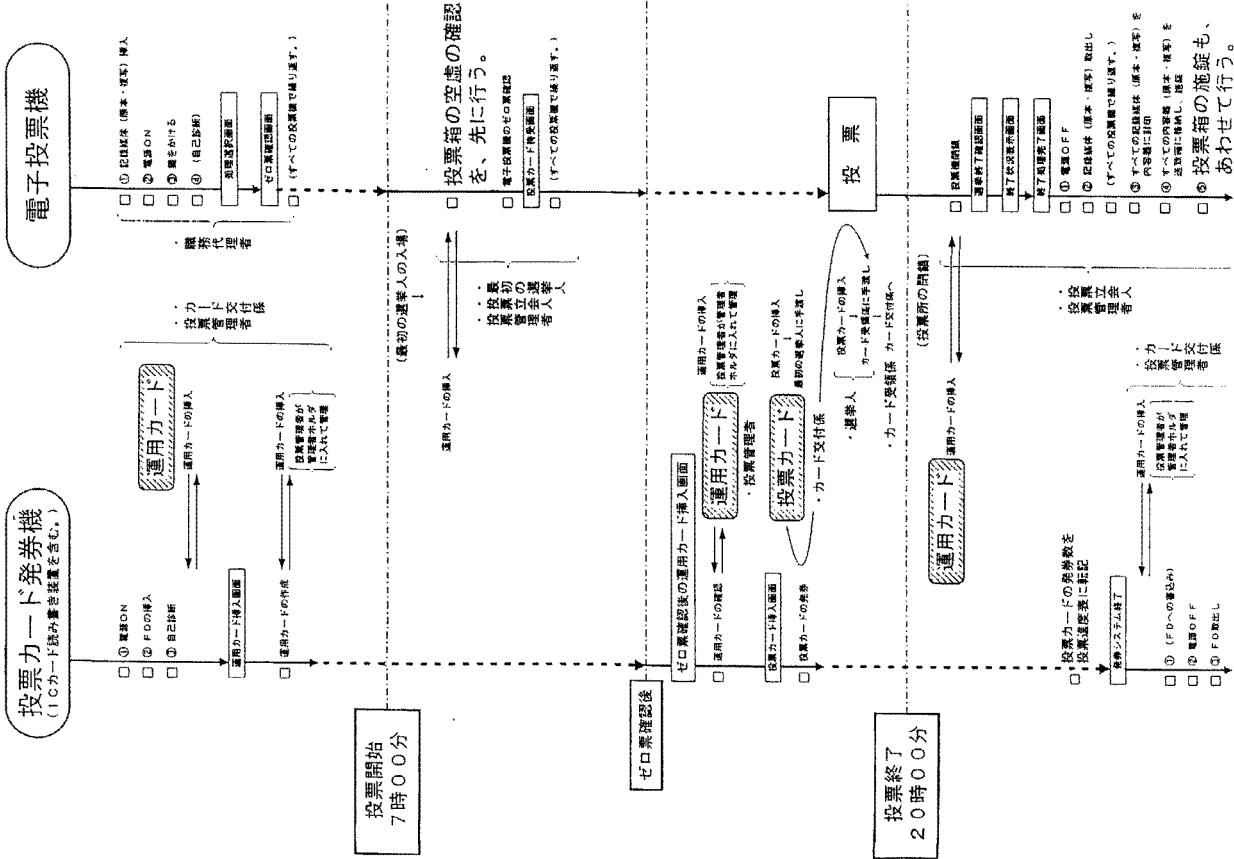 投票カード発券機
(ICカード読み書き装置を含む。)
電子投票機
□ ① 電源ON
□ ② FDの挿入
□ ③ 自己診断
運用カード挿入画面
□ 運用カードの作成
運用カード
運用カードの挿入
運用カードの挿入
投票管理者が
管理者ホルダ
に入れて管理
・投票管理者
・カード交付係
・職務代理者
□ ① 記録媒体(原本・複写)挿入
□ ② 電源ON
□ ③ 鍵をかける
□ ④ (自己診断)
処理選択画面
ゼロ票確認画面
□ (すべての投票機で繰り返す。)
投票開始
7時00分
(最初の選挙人の入場)
↓
運用カードの挿入
・最初の選挙人
・投票立会人
・投票管理者
□ 投票箱の空虚の確認
を、先に行う。
□ 電子投票機のゼロ票確認
投票カード待受画面
□ (すべての投票機で繰り返す。)
ゼロ票確認後
ゼロ票確認後の運用カード挿入画面
□ 運用カードの確認
運用カード
・投票管理者
運用カードの挿入
投票管理者が管理者
ホルダに入れて管理
投票カード挿入画面
□ 投票カードの発券
投票カード
・カード交付係
投票カードの挿入
↓
最初の選挙人に手渡し
・選挙人
投票カードの挿入
↓
カード受領係に手渡し
・カード受領係 カード交付係へ
投票
投票終了
20時00分
(投票所の閉鎖)
↓
運用カード
運用カードの挿入
・投票立会人
・投票管理者
□ 投票機閉鎖
選挙終了確認画面
終了状況表示画面
終了処理完了画面
□ ① 電源OFF
□ ② 記録媒体(原本・複写)取出し
□ (すべての投票機で繰り返す。)
□ ③ すべての記録媒体(原本・複写)を
内容器に封印
□ ④ すべての内容器(原本・複写)を
送致箱に格納し、施錠
□ ⑤ 投票箱の施錠も、
あわせて行う。
□ 投票カードの発券数を
投票進度表に転記
発券システム終了
□ ① (FDへの書込み)
□ ② 電源OFF
□ ③ FD取出し
運用カードの挿入
投票管理者が
管理者ホルダ
に入れて管理
・投票管理者
・カード交付係